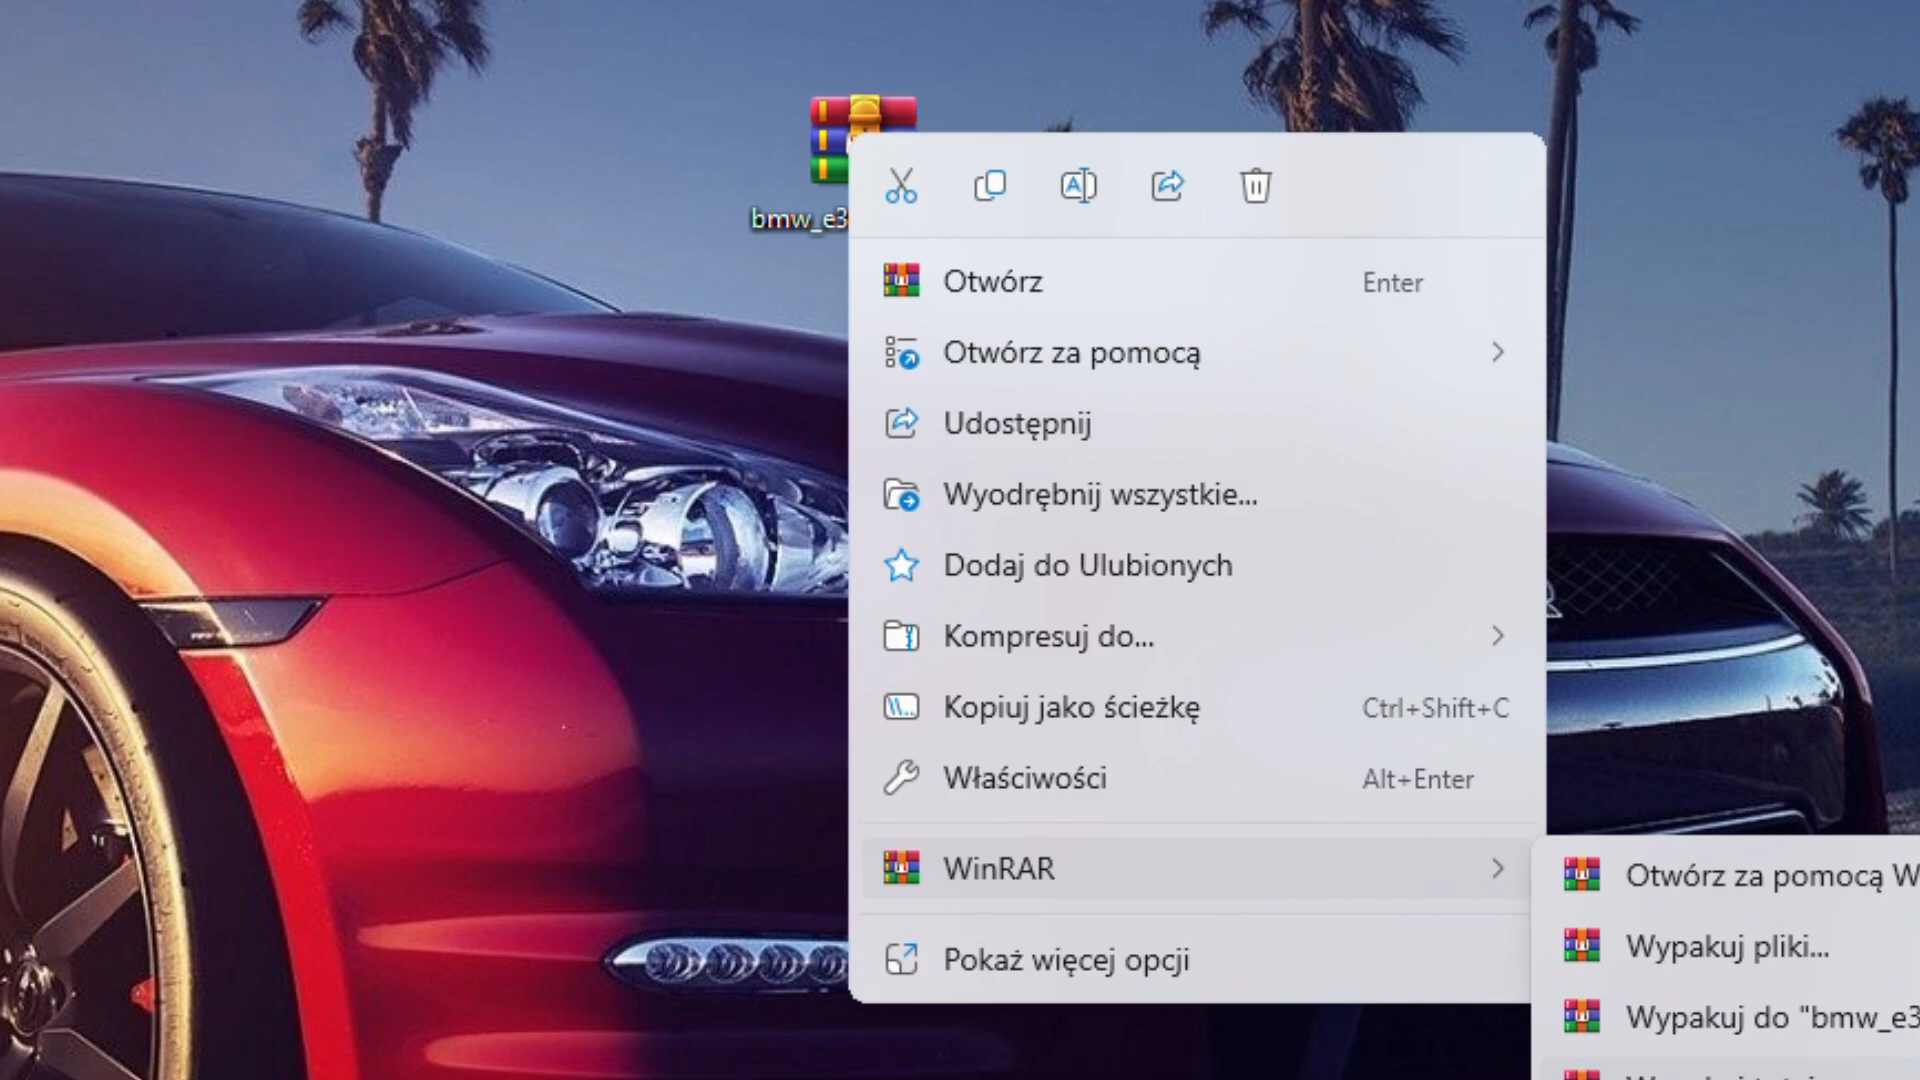 bmw_e3
Otwórz Enter
Otwórz za pomocą
Udostępnij
Wyodrębnij wszystkie...
Dodaj do Ulubionych
Kompresuj do...
Kopiuj jako ścieżkę Ctrl+Shift+C
Właściwości Alt+Enter
WinRAR
Pokaż więcej opcji
Otwórz za pomocą W
Wypakuj pliki...
Wypakuj do "bmw_e3